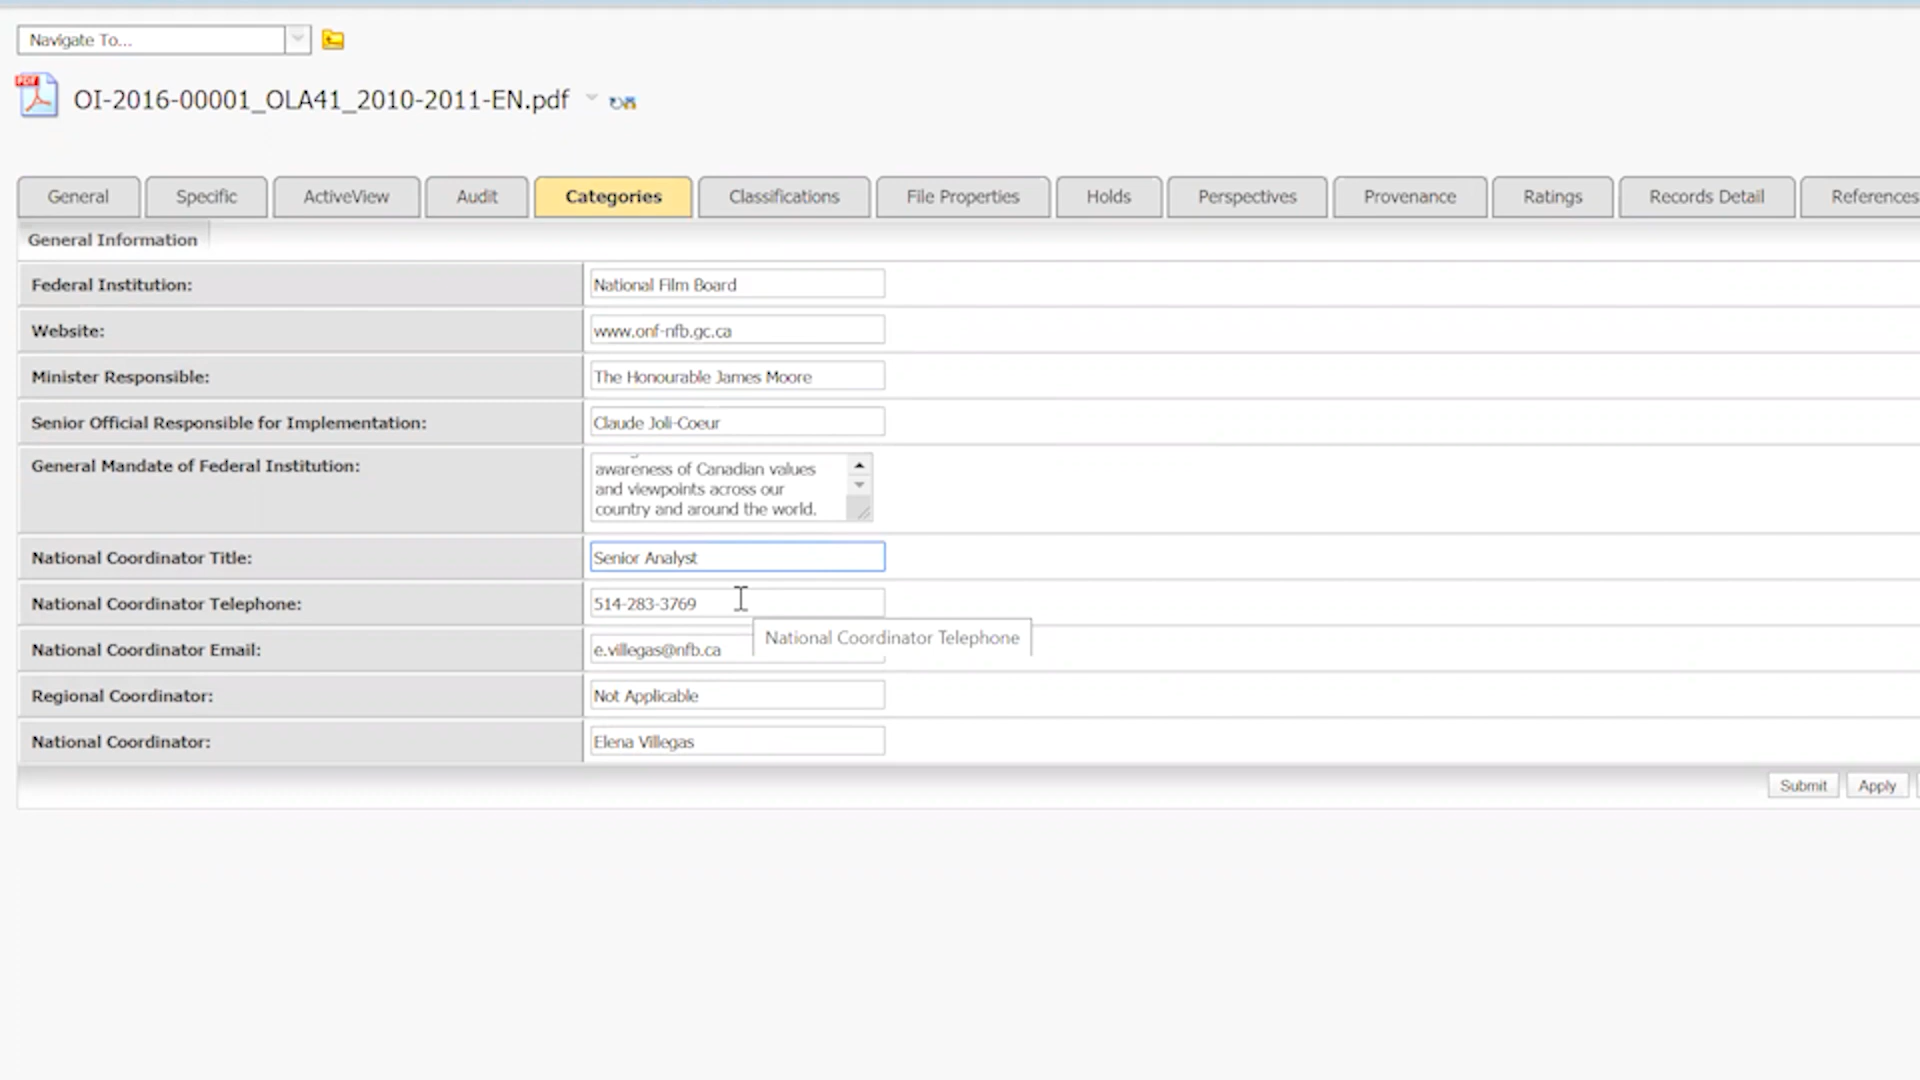 Navigate To...
PDF
OI-2016-00001_OLA41_2010-2011-EN.pdf
General Specific ActiveView Audit Categories Classifications File Properties Holds Perspectives Provenance Ratings Records Detail References
General Information
Federal Institution: National Film Board
Website: www.onf-nfb.gc.ca
Minister Responsible: The Honourable James Moore
Senior Official Responsible for Implementation: Claude Joli-Coeur
General Mandate of Federal Institution: awareness of Canadian values
and viewpoints across our
country and around the world.
National Coordinator Title: Senior Analyst
National Coordinator Telephone: 514-283-3769
National Coordinator Telephone
National Coordinator Email: e.villegas@nfb.ca
Regional Coordinator: Not Applicable
National Coordinator: Elena Villegas
Submit Apply